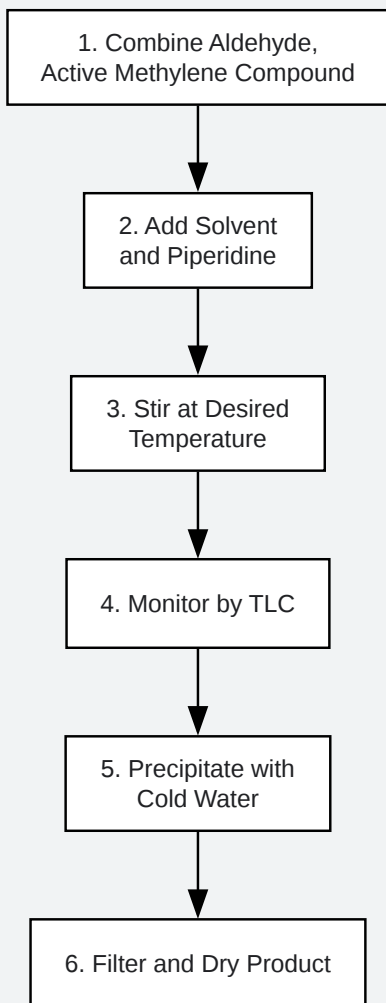 1. Combine Aldehyde,
Active Methylene Compound
2. Add Solvent
and Piperidine
3. Stir at Desired
Temperature
4. Monitor by TLC
5. Precipitate with
Cold Water
6. Filter and Dry Product